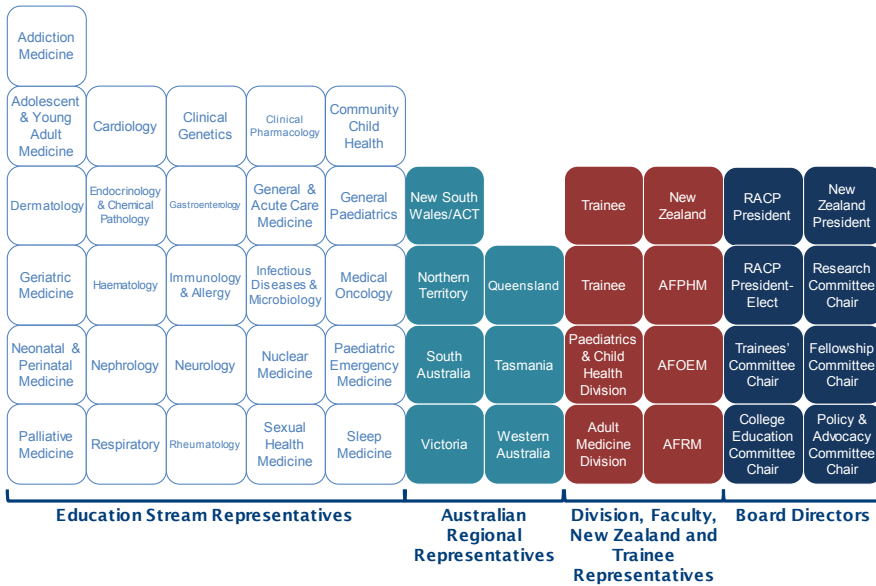 Addiction
Medicine
Adolescent
& Young
Adult
Medicine
Cardiology
Clinical
Genetics
Clinical
Pharmacology
Community
Child
Health
Dermatology
Endocrinology
& Chemical
Pathology
Gastroenterology
General &
Acute Care
Medicine
General
Paediatrics
New South
Wales/ACT
Trainee
New
Zealand
RACP
President
New
Zealand
President
Geriatric
Medicine
Haematology
Immunology
& Allergy
Infectious
Diseases &
Microbiology
Medical
Oncology
Northern
Territory
Queensland
Trainee
AFPHM
RACP
President-
Elect
Research
Committee
Chair
Neonatal &
Perinatal
Medicine
Nephrology
Neurology
Nuclear
Medicine
Paediatric
Emergency
Medicine
South
Australia
Tasmania
Paediatrics
& Child
Health
Division
AFOEM
Trainees'
Committee
Chair
Fellowship
Committee
Chair
Palliative
Medicine
Respiratory
Rheumatology
Sexual
Health
Medicine
Sleep
Medicine
Victoria
Western
Australia
Adult
Medicine
Division
AFRM
College
Education
Committee
Chair
Policy &
Advocacy
Committee
Chair
Education Stream Representatives
Australian
Regional
Representatives
Division, Faculty,
New Zealand and
Trainee
Representatives
Board Directors